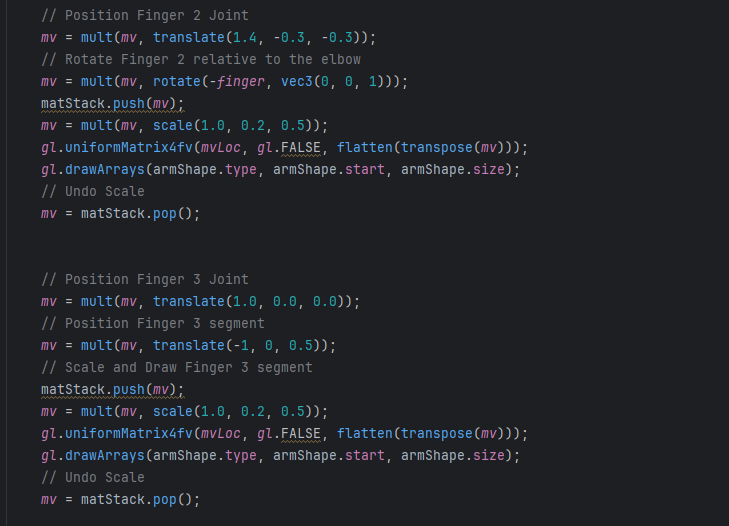 // Position Finger 2 Joint
mv = mult(mv, translate(1.4, -0.3, -0.3));
// Rotate Finger 2 relative to the elbow
mv = mult(mv, rotate(-finger, vec3(0, 0, 1)));
matStack.push(mv);
mv = mult(mv, scale(1.0, 0.2, 0.5));
gl.uniformMatrix4fv(mvLoc, gl.FALSE, flatten(transpose(mv)));
gl.drawArrays(armShape.type, armShape.start, armShape.size);
// Undo Scale
mv = matStack.pop();
// Position Finger 3 Joint
mv = mult(mv, translate(1.0, 0.0, 0.0));
// Position Finger 3 segment
mv = mult(mv, translate(-1, 0, 0.5));
// Scale and Draw Finger 3 segment
matStack.push(mv);
mv = mult(mv, scale(1.0, 0.2, 0.5));
gl.uniformMatrix4fv(mvLoc, gl.FALSE, flatten(transpose(mv)));
gl.drawArrays(armShape.type, armShape.start, armShape.size);
// Undo Scale
mv = matStack.pop();